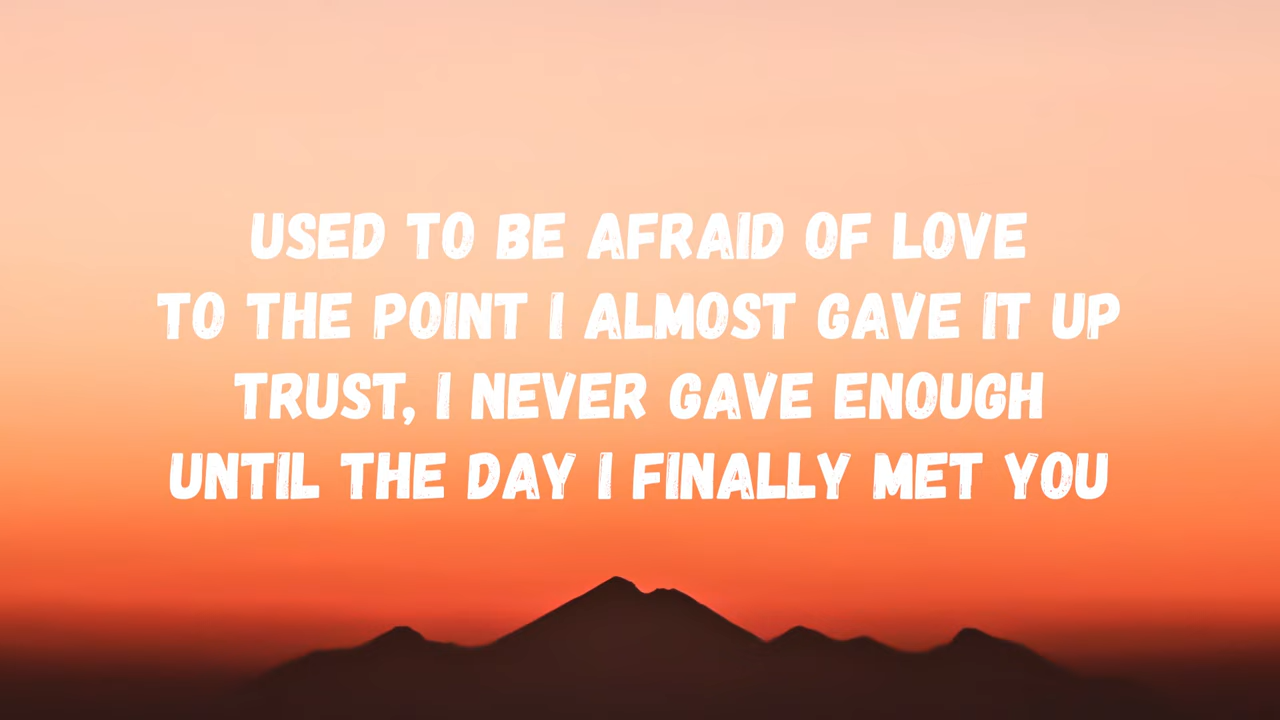 USED TO BE AFRAID OF LOVE
TO THE POINT I ALMOST GAVE IT UP
TRUST, I NEVER GAVE ENOUGH
UNTIL THE DAY I FINALLY MET YOU